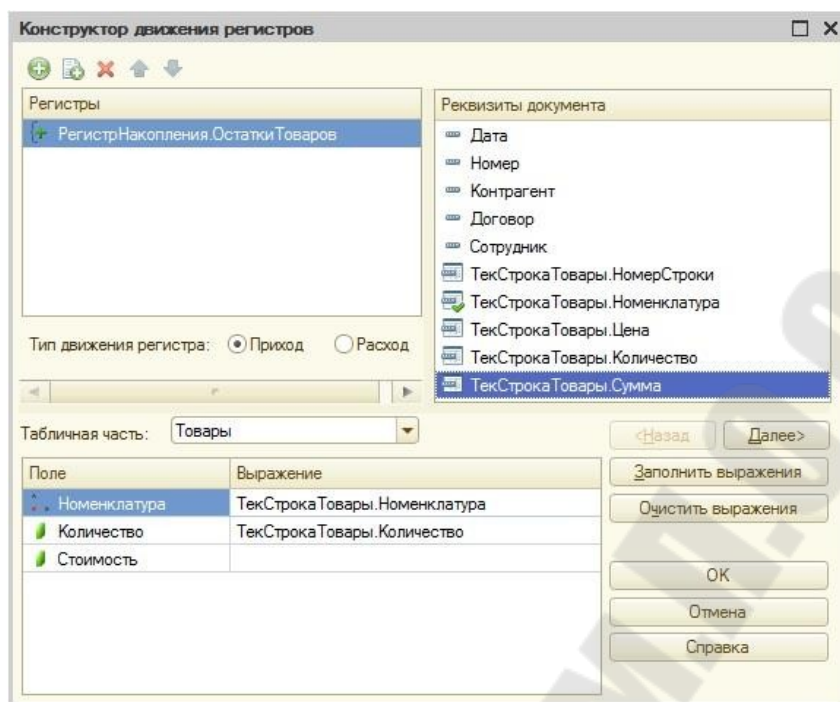 Конструктор движения регистров
Регистры
РегистрНакопления.ОстаткиТоваров
Тип движения регистра: Приход Расход
Реквизиты документа
Дата
Номер
Контрагент
Договор
Сотрудник
ТекСтрокаТовары.НомерСтроки
ТекСтрокаТовары.Номенклатура
ТекСтрокаТовары.Цена
ТекСтрокаТовары.Количество
ТекСтрокаТовары.Сумма
Табличная часть: Товары
<Назад Далее>
Поле Выражение
Номенклатура ТекСтрокаТовары.Номенклатура
Количество ТекСтрокаТовары.Количество
Стоимость
Заполнить выражения
Очистить выражения
OK
Отмена
Справка